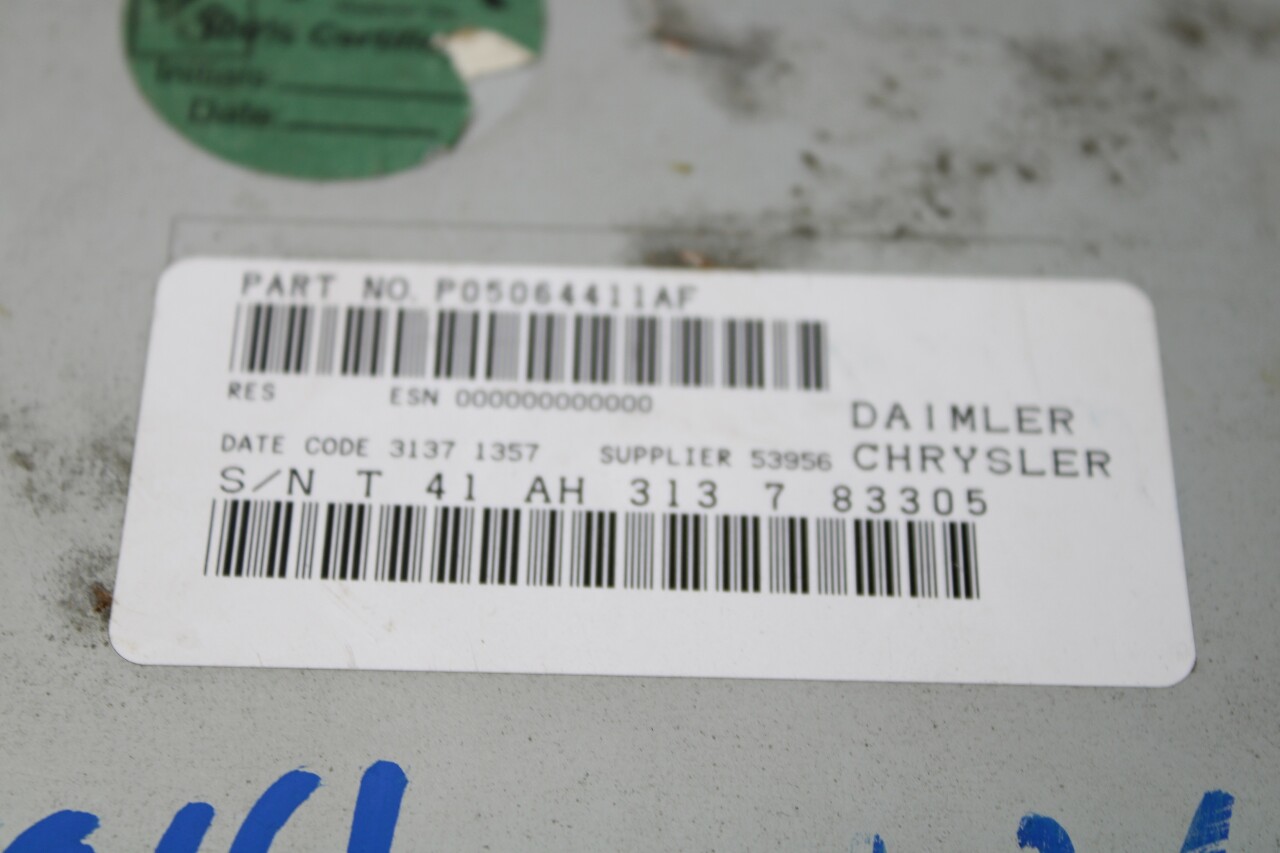 Date
PART NO. P05064411AF
RES ESN 000000000000
DATE CODE 3137 1357 SUPPLIER 53956
DAIMLER
CHRYSLER
S/N T 41 AH 313 7 83305